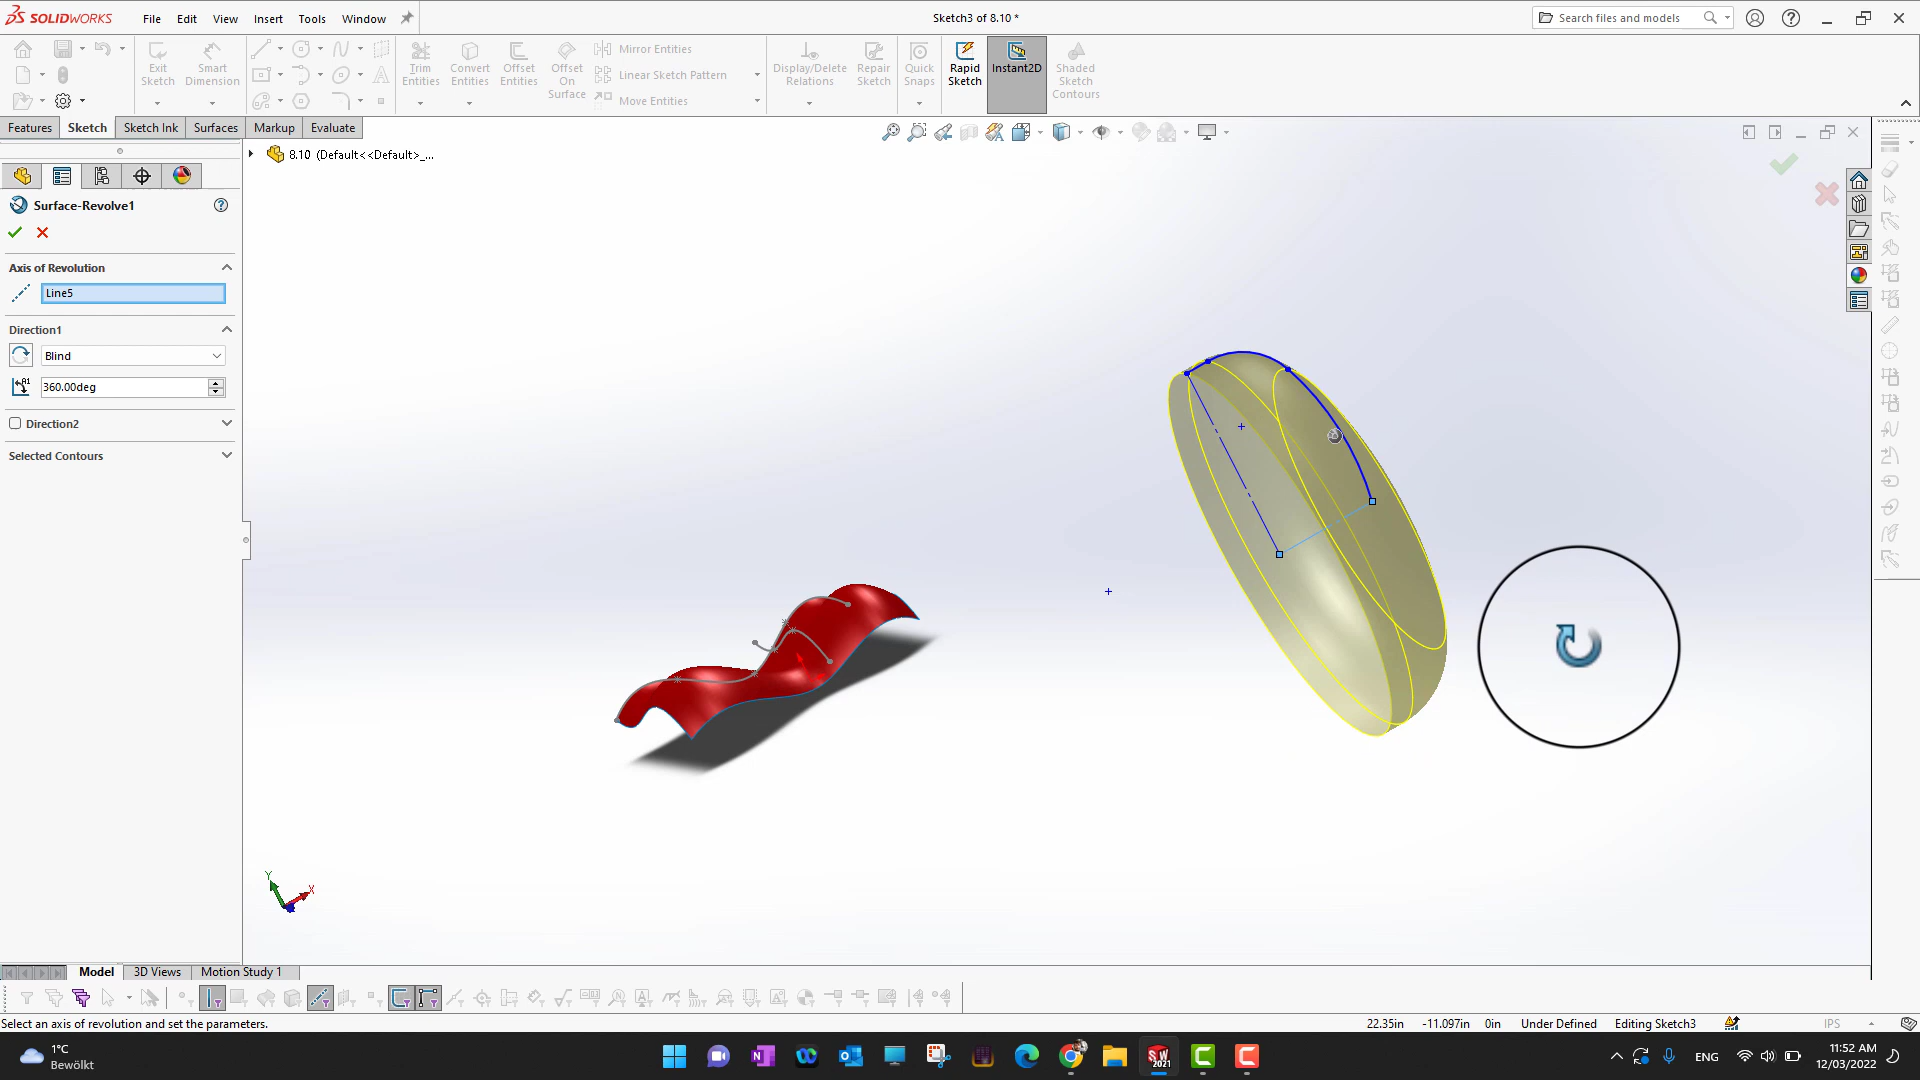 SOLIDWORKS
File Edit View Insert Tools Window
Sketch3 of 8.10 *
Search files and models
Exit Sketch
Smart Dimension
Trim Entities
Convert Entities
Offset Entities
Offset On Surface
Mirror Entities
Linear Sketch Pattern
Move Entities
Display/Delete Relations
Repair Sketch
Quick Snaps
Rapid Sketch
Instant2D
Shaded Sketch Contours
Features Sketch Sketch Ink Surfaces Markup Evaluate
8.10 (Default<<Default>_...
Surface-Revolve1
Axis of Revolution
Line5
Direction1
Blind
A1
360.00deg
Direction2
Selected Contours
Y
X
Model 3D Views Motion Study 1
Select an axis of revolution and set the parameters.
22.35in -11.097in 0in Under Defined Editing Sketch3 IPS
1°C
Bewölkt
SW
2021
ENG
11:52 AM
12/03/2022